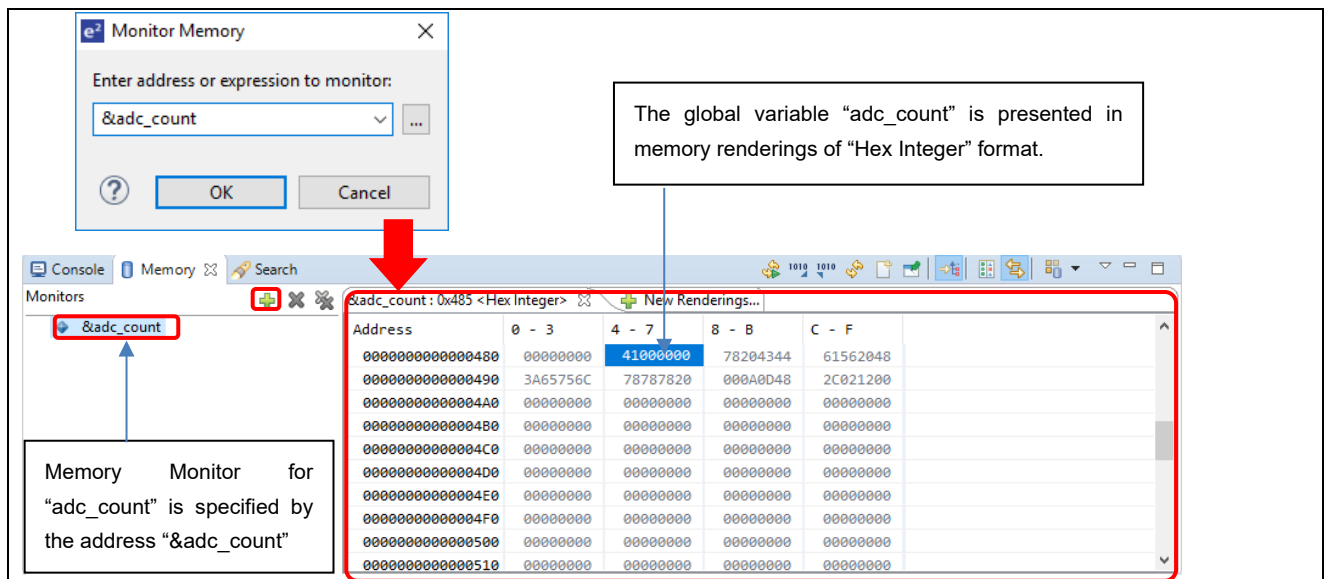 e² Monitor Memory
Enter address or expression to monitor:
&adc_count
...
? OK Cancel
The global variable “adc_count” is presented in
memory renderings of “Hex Integer” format.
Console Memory Search
1010 1010
Monitors
&adc_count
&adc_count : 0x485 <Hex Integer> New Renderings...
Address 0 - 3 4 - 7 8 - B C - F
0000000000000480 00000000 41000000 78204344 61562048
0000000000000490 3A65756C 78787820 000A0D48 2C021200
00000000000004A0 00000000 00000000 00000000 00000000
00000000000004B0 00000000 00000000 00000000 00000000
00000000000004C0 00000000 00000000 00000000 00000000
00000000000004D0 00000000 00000000 00000000 00000000
00000000000004E0 00000000 00000000 00000000 00000000
00000000000004F0 00000000 00000000 00000000 00000000
0000000000000500 00000000 00000000 00000000 00000000
0000000000000510 00000000 00000000 00000000 00000000
Memory Monitor for
“adc_count” is specified by
the address “&adc_count”